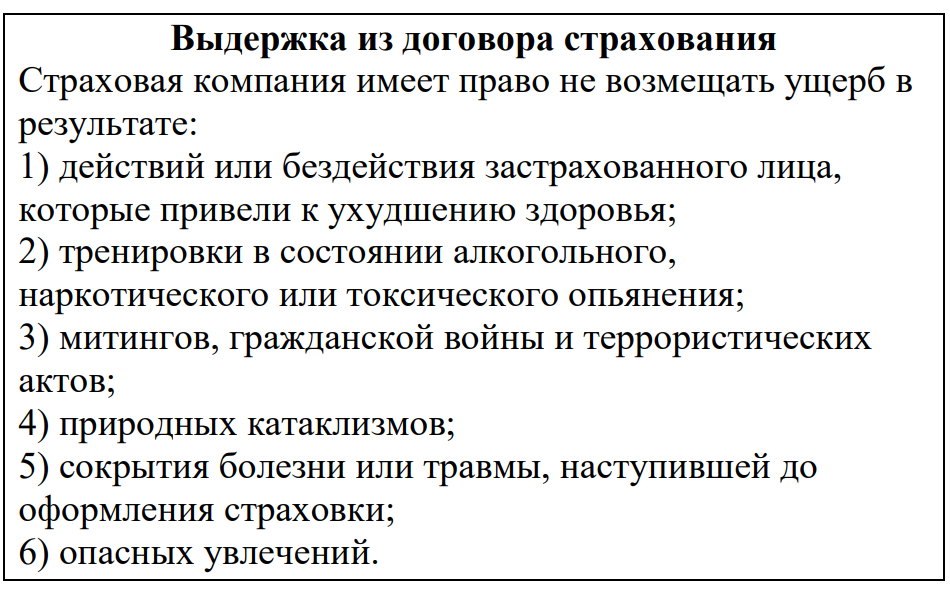 Выдержка из договора страхования
Страховая компания имеет право не возмещать ущерб в
результате:
1) действий или бездействия застрахованного лица,
которые привели к ухудшению здоровья;
2) тренировки в состоянии алкогольного,
наркотического или токсического опьянения;
3) митингов, гражданской войны и террористических
актов;
4) природных катаклизмов;
5) сокрытия болезни или травмы, наступившей до
оформления страховки;
6) опасных увлечений.